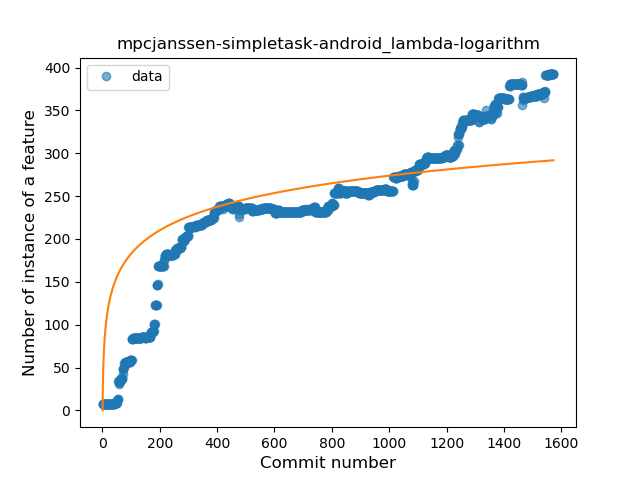 mpcjanssen-simpletask-android_lambda-logarithm
data
Number of instance of a feature
400
350
300
250
200
150
100
50
0
0 200 400 600 800 1000 1200 1400 1600
Commit number